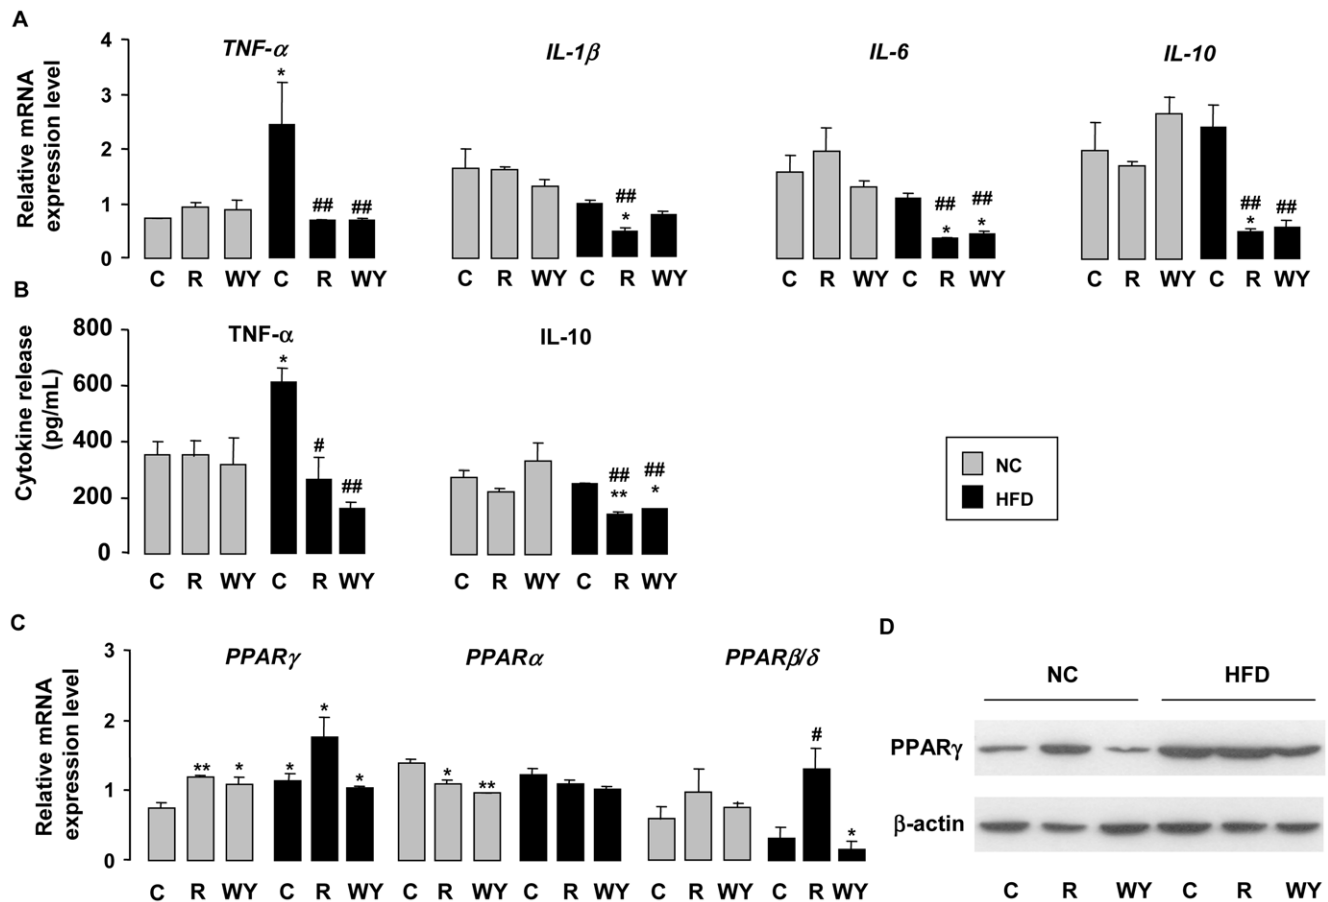 A
TNF-α IL-1β IL-6 IL-10
Relative mRNA
expression level
4
3
2
1
0
*
## ##
##
*
## ##
* *
## ##
*
C R WY C R WY C R WY C R WY C R WY C R WY C R WY C R WY
B
TNF-α IL-10
Cytokine release
(pg/mL)
800
600
400
200
0
*
#
##
## ##
** *
NC
HFD
C R WY C R WY C R WY C R WY
C
PPARγ PPARα PPARβ/δ
Relative mRNA
expression level
3
2
1
0
** * * * *
* **
# *
C R WY C R WY C R WY C R WY C R WY C R WY
D
NC HFD
PPARγ
β-actin
C R WY C R WY